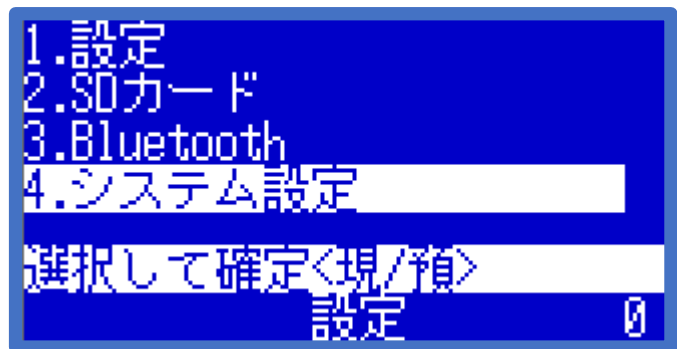 1.設定
2.SDカード
3.Bluetooth
4.システム設定
選択して確定<現/預>
設定 0